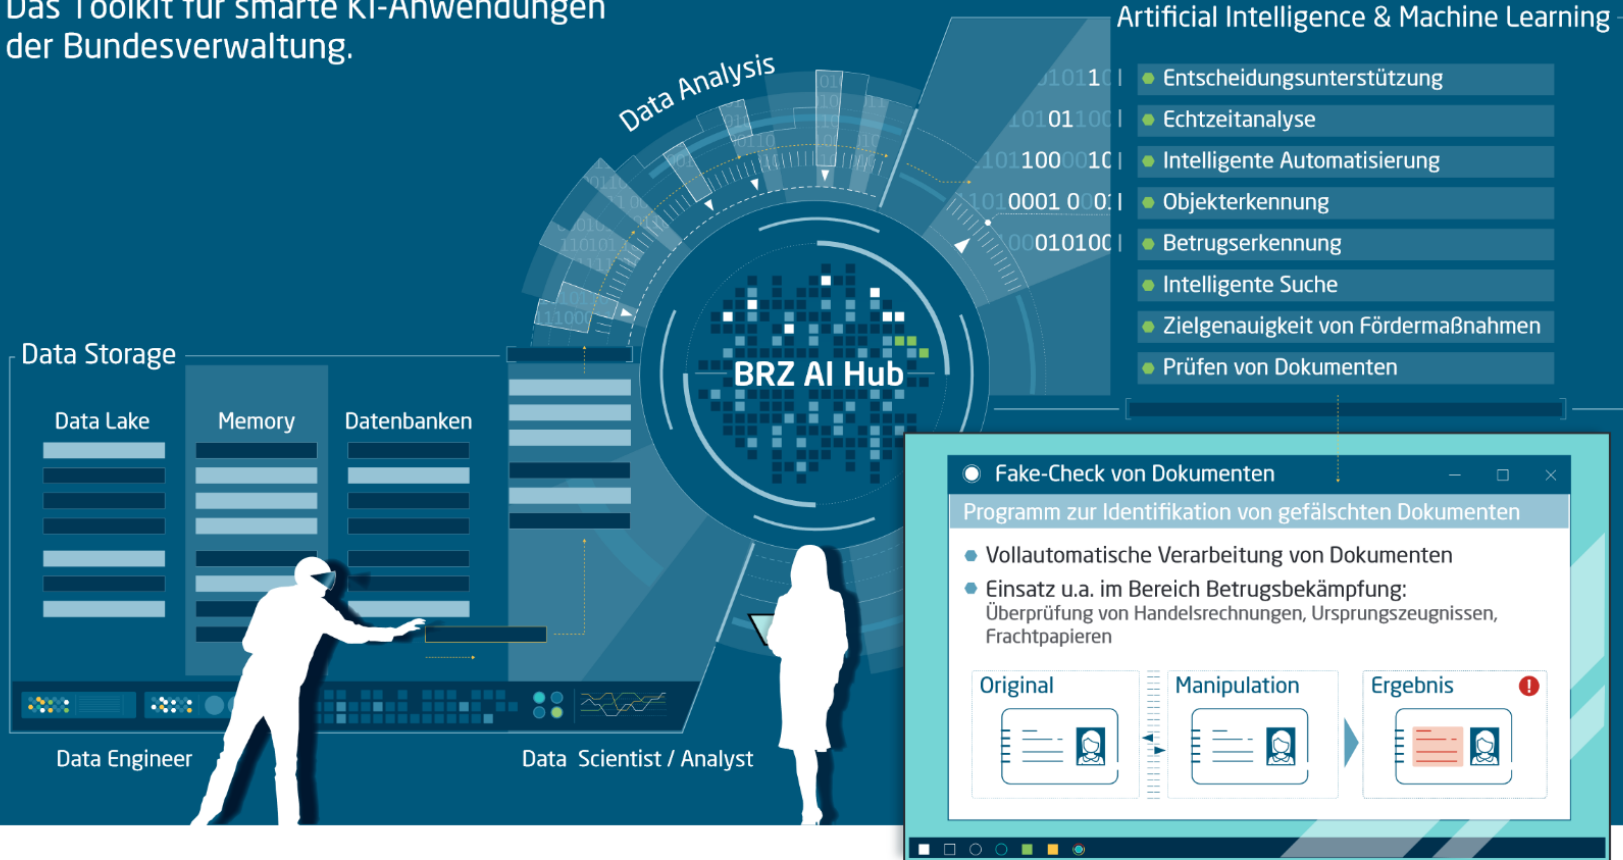 Das Toolkit für smarte KI-Anwendungen
der Bundesverwaltung.
Data Analysis
Artificial Intelligence & Machine Learning
Entscheidungsunterstützung
Echtzeitanalyse
Intelligente Automatisierung
Objekterkennung
Betrugserkennung
Intelligente Suche
Zielgenauigkeit von Fördermaßnahmen
Prüfen von Dokumenten
BRZ AI Hub
Data Storage
Data Lake
Memory
Datenbanken
Data Engineer
Data Scientist / Analyst
Fake-Check von Dokumenten
Programm zur Identifikation von gefälschten Dokumenten
Vollautomatische Verarbeitung von Dokumenten
Einsatz u.a. im Bereich Betrugsbekämpfung:
Überprüfung von Handelsrechnungen, Ursprungszeugnissen,
Frachtpapieren
Original
Manipulation
Ergebnis
!